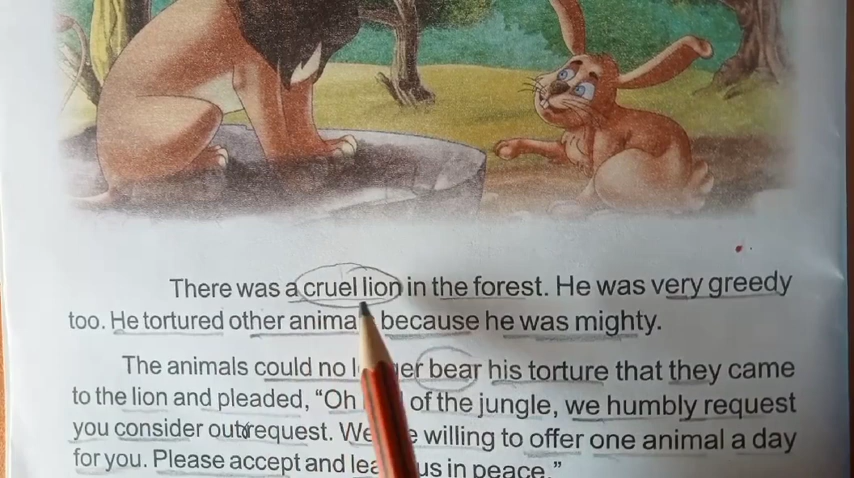 There was a cruel lion in the forest. He was very greedy
too. He tortured other anima because he was mighty.
The animals could no l er bear his torture that they came
to the lion and pleaded, “Oh of the jungle, we humbly request
you consider out request. We willing to offer one animal a day
for you. Please accept and lea us in peace.”